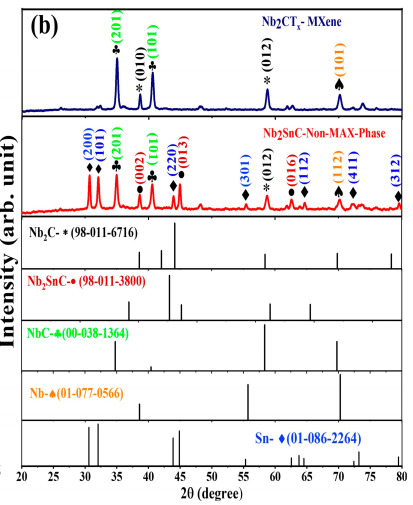 (b)
Nb₂CTₓ- MXene
♣(201)
*(010)
♣(101)
*(012)
♠(101)
Nb₂SnC-Non-MAX-Phase
♦(200)
♦(101)
♣(201)
●(002)
♣(101)
♦(220)
●(013)
♦(301)
*(012)
●(016)
♦(112)
♠(112)
♦(411)
♦(312)
Nb₂C- *(98-011-6716)
Nb₂SnC-●(98-011-3800)
NbC-♣(00-038-1364)
Nb-♠(01-077-0566)
Sn- ♦(01-086-2264)
Intensity (arb. unit)
20 25 30 35 40 45 50 55 60 65 70 75 80
2θ (degree)